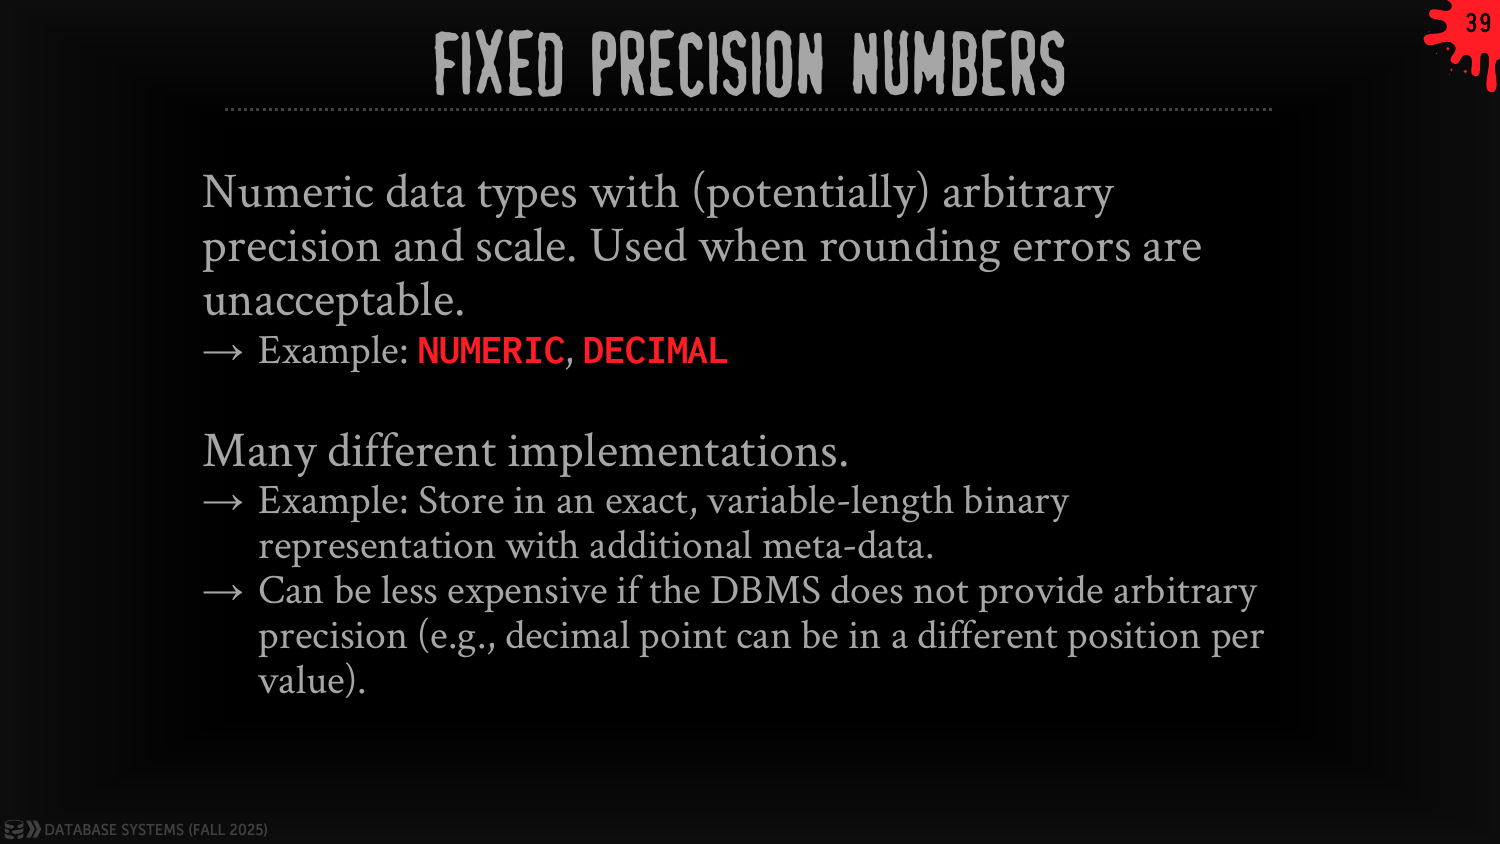 FIXED PRECISION NUMBERS
39
Numeric data types with (potentially) arbitrary
precision and scale. Used when rounding errors are
unacceptable.
→ Example: NUMERIC, DECIMAL
Many different implementations.
→ Example: Store in an exact, variable-length binary
representation with additional meta-data.
→ Can be less expensive if the DBMS does not provide arbitrary
precision (e.g., decimal point can be in a different position per
value).
DATABASE SYSTEMS (FALL 2025)